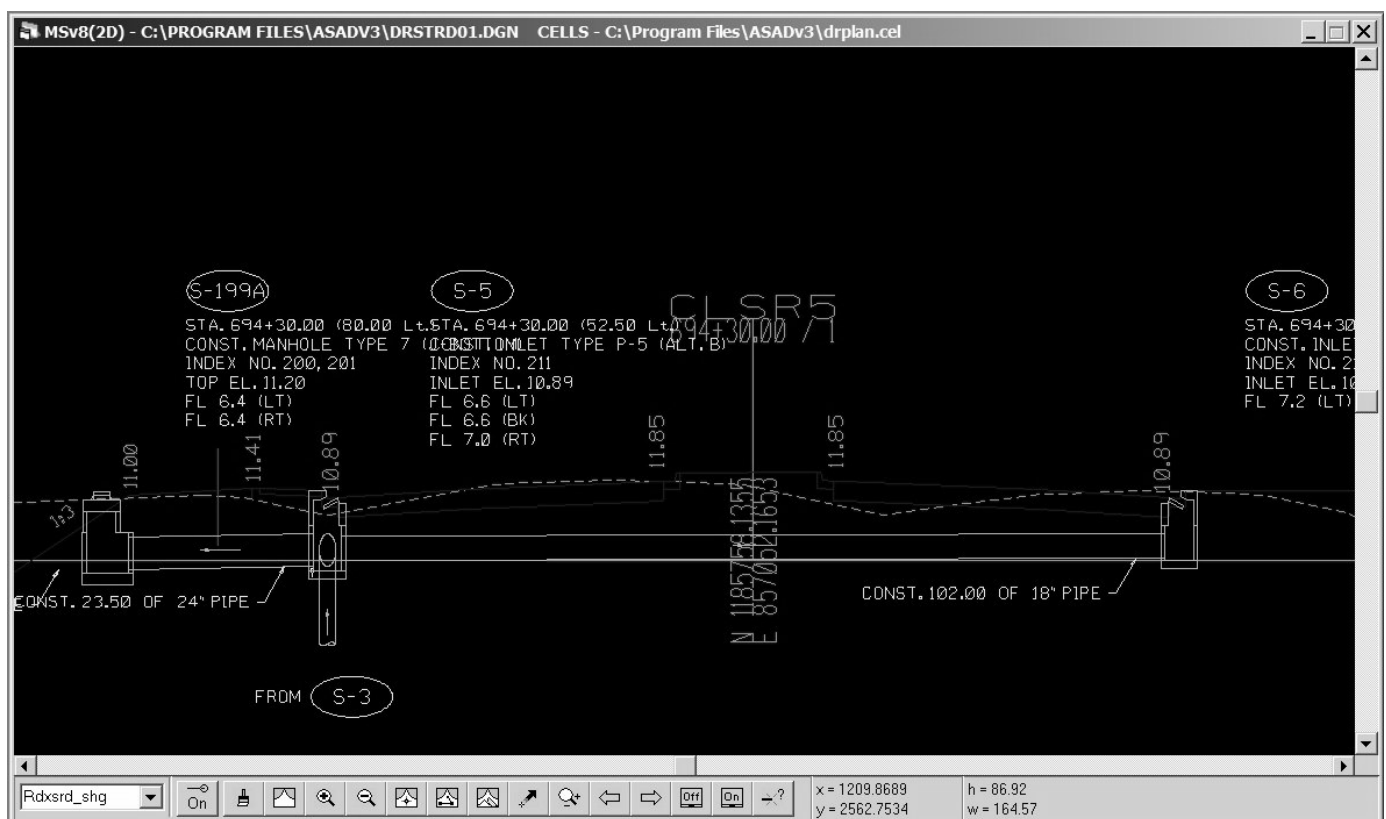 MSv8(2D) - C:\PROGRAM FILES\ASADV3\DRSTRD01.DGN CELLS - C:\Program Files\ASADv3\drplan.cel
S-199A
STA. 694+30.00 (80.00 Lt.
CONST. MANHOLE TYPE 7
INDEX NO. 200, 201
TOP EL. 11.20
FL 6.4 (LT)
FL 6.4 (RT)
S-5
STA. 694+30.00 (52.50 Lt.)
CONST. INLET TYPE P-5 (ALT. B)
INDEX NO. 211
INLET EL. 10.89
FL 6.6 (LT)
FL 6.6 (BK)
FL 7.0 (RT)
CLSR5
694+30.00 / 1
S-6
STA. 694+30
CONST. INLE
INDEX NO. 2
INLET EL. 10
FL 7.2 (LT)
11.00
11.41
10.89
11.85
11.85
10.89
1:3
CONST. 23.50 OF 24" PIPE
CONST. 102.00 OF 18" PIPE
FROM S-3
Rdxsrd_shg
On
Off
On
x = 1209.8689
y = 2562.7534
h = 86.92
w = 164.57